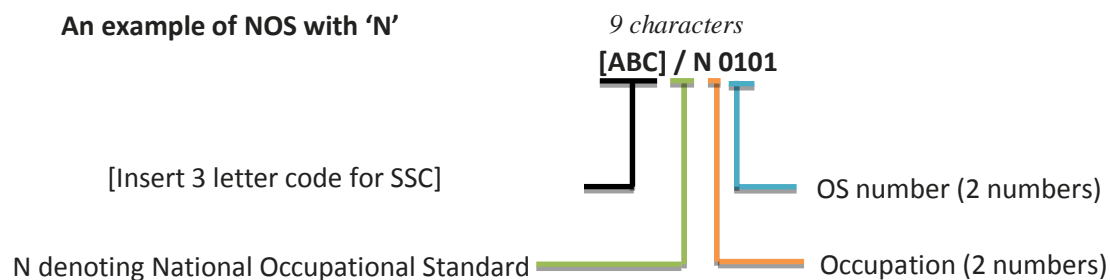 An example of NOS with ‘N’
9 characters
[ABC] / N 0101
[Insert 3 letter code for SSC]
OS number (2 numbers)
N denoting National Occupational Standard
Occupation (2 numbers)